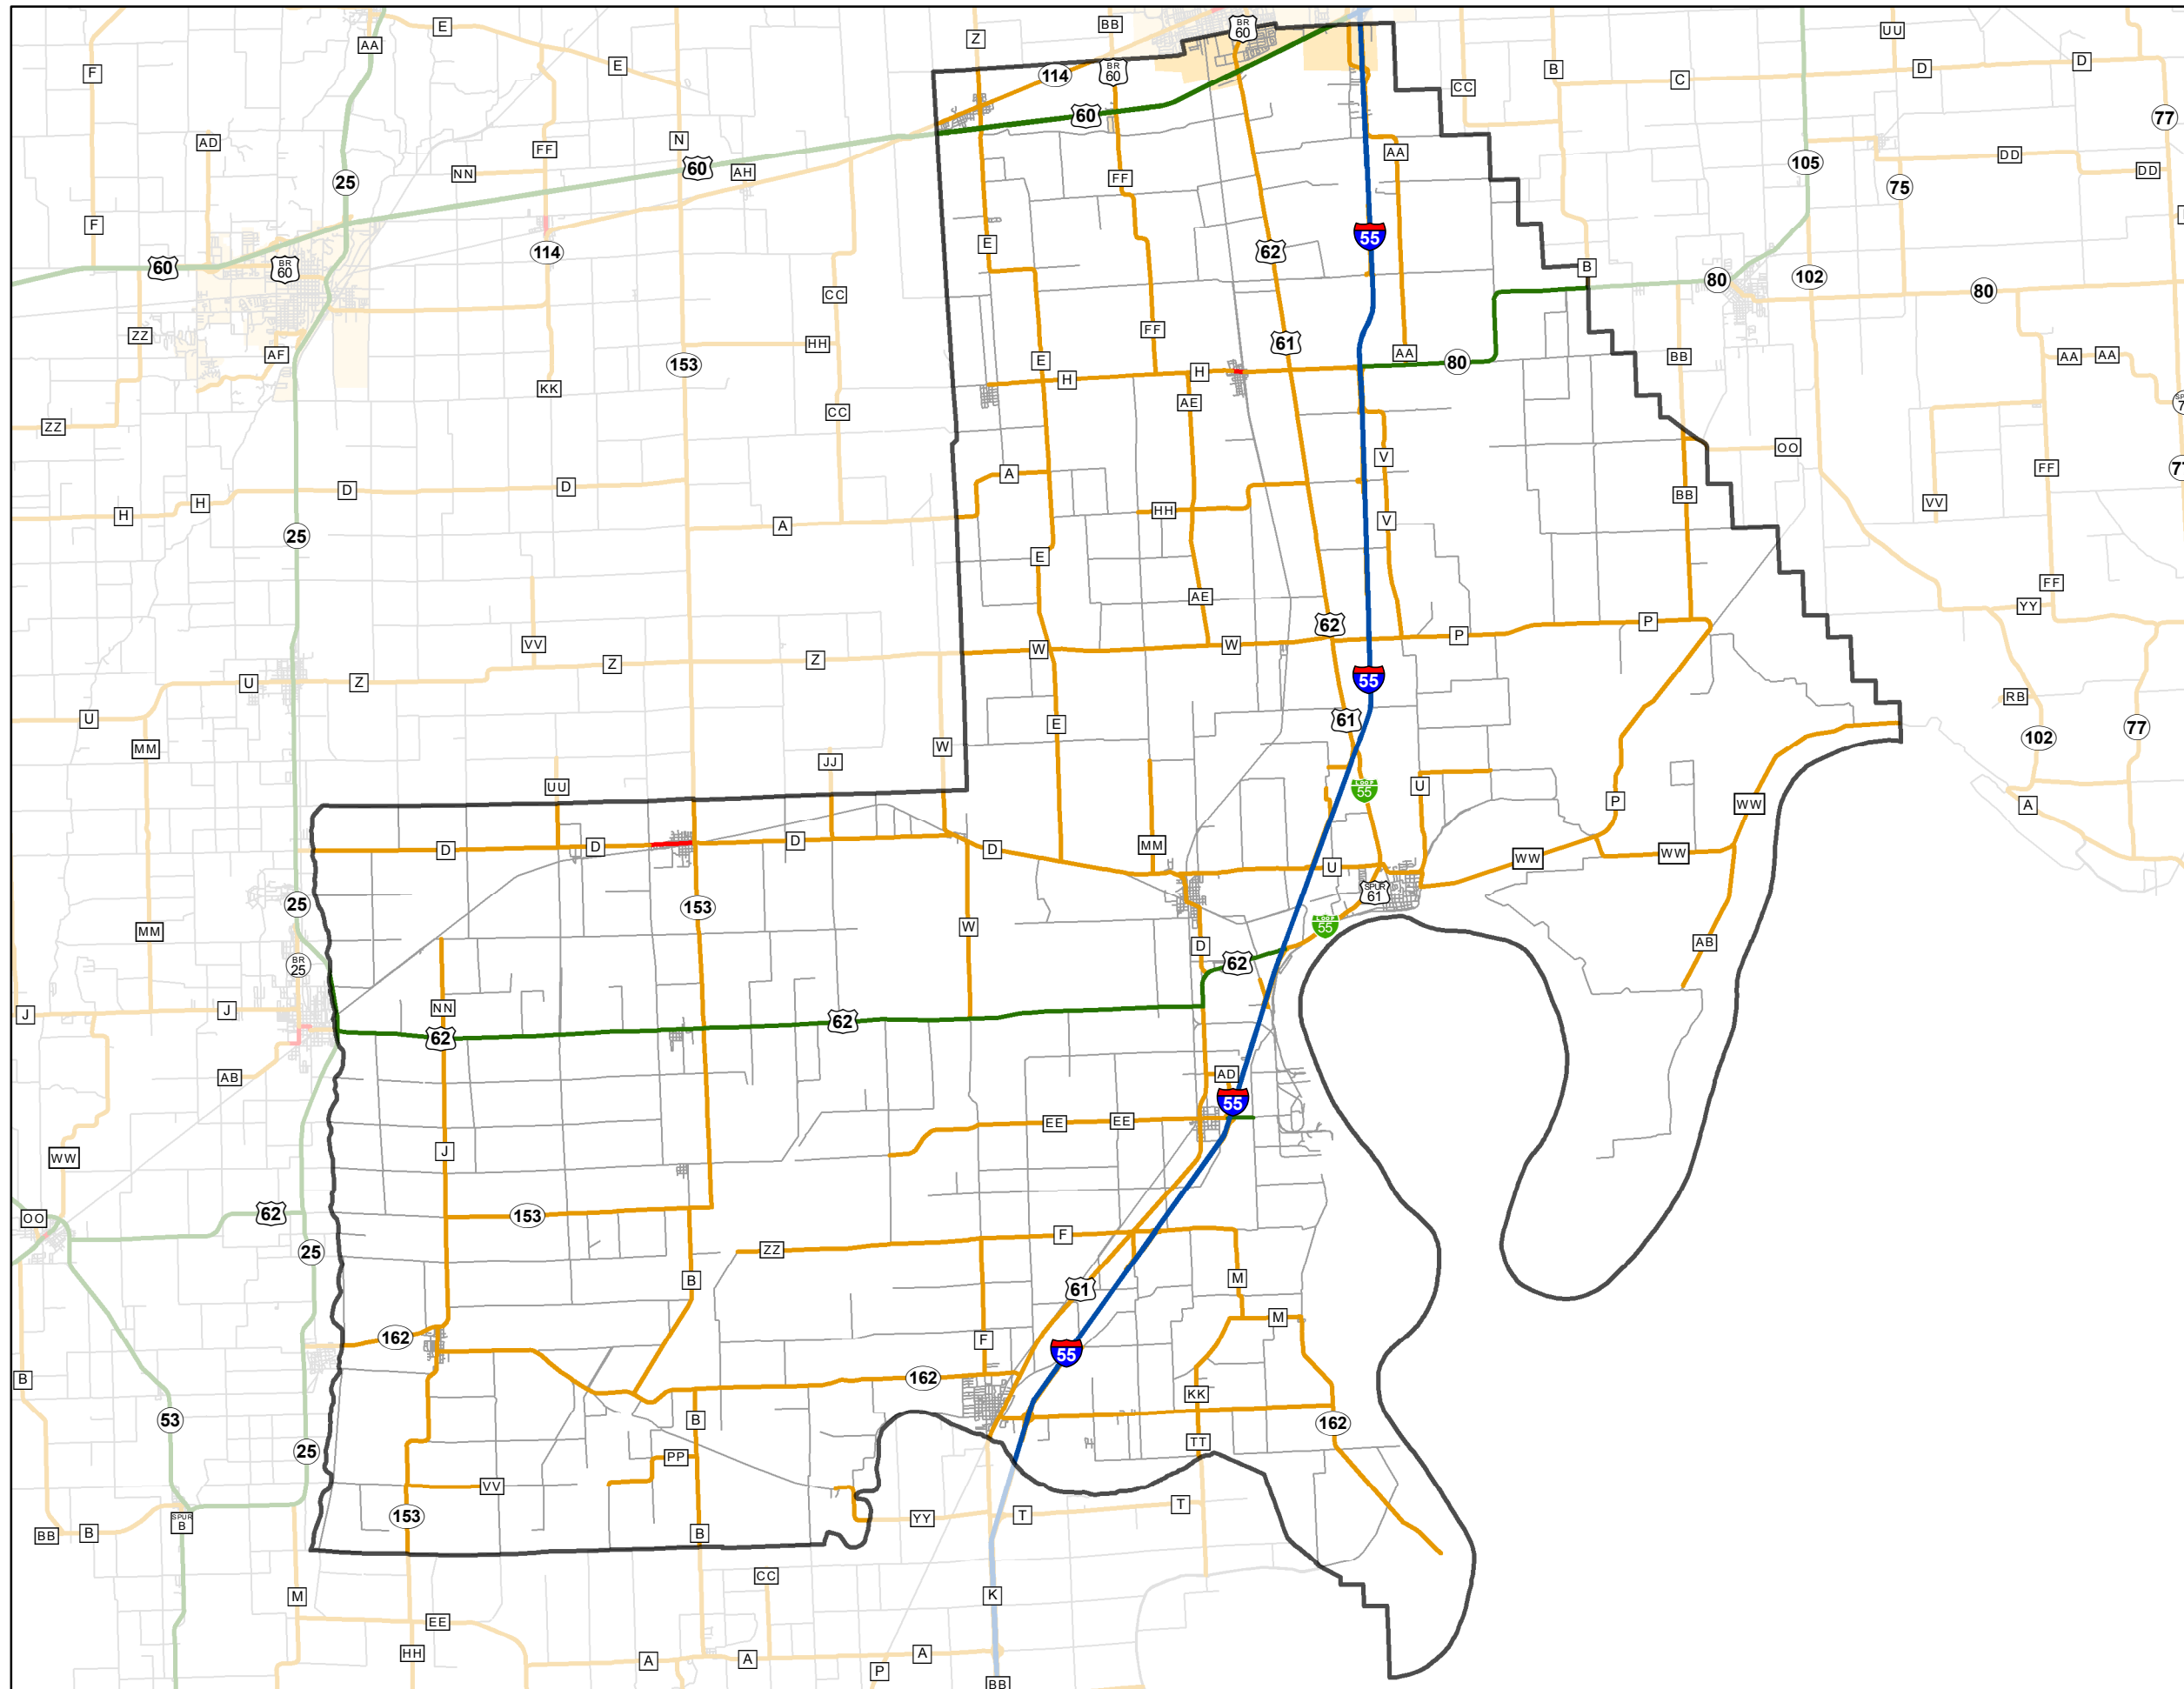 E
Z
BB
BR
60
UU
AA
F
E
114
BR
60
B
C
D
D
CC
60
77
AD
N
FF
AA
105
DD
DD
NN
60
AH
FF
25
75
F
E
62
55
114
60
BR
60
B
80
102
80
CC
ZZ
FF
61
HH
AF
E
AA
80
BB
AA
AA
153
H
H
KK
AE
CC
ZZ
OO
V
A
FF
D
D
BB
H
H
HH
VV
A
V
25
E
FF
AE
YY
62
P
P
VV
W
W
Z
Z
55
U
Z
RB
U
61
E
77
102
MM
W
JJ
UU
LOOP
55
U
P
WW
A
D
D
D
D
MM
WW
WW
U
SPUR
61
25
153
LOOP
55
W
MM
D
AB
BR
25
62
NN
J
J
62
62
AB
AD
55
EE
EE
J
WW
62
OO
153
F
25
ZZ
B
M
61
M
162
F
55
B
162
KK
53
B
162
TT
25
PP
VV
153
T
YY
T
SPUR
B
BB
B
B
CC
M
K
EE
HH
A
A
A
P
BB